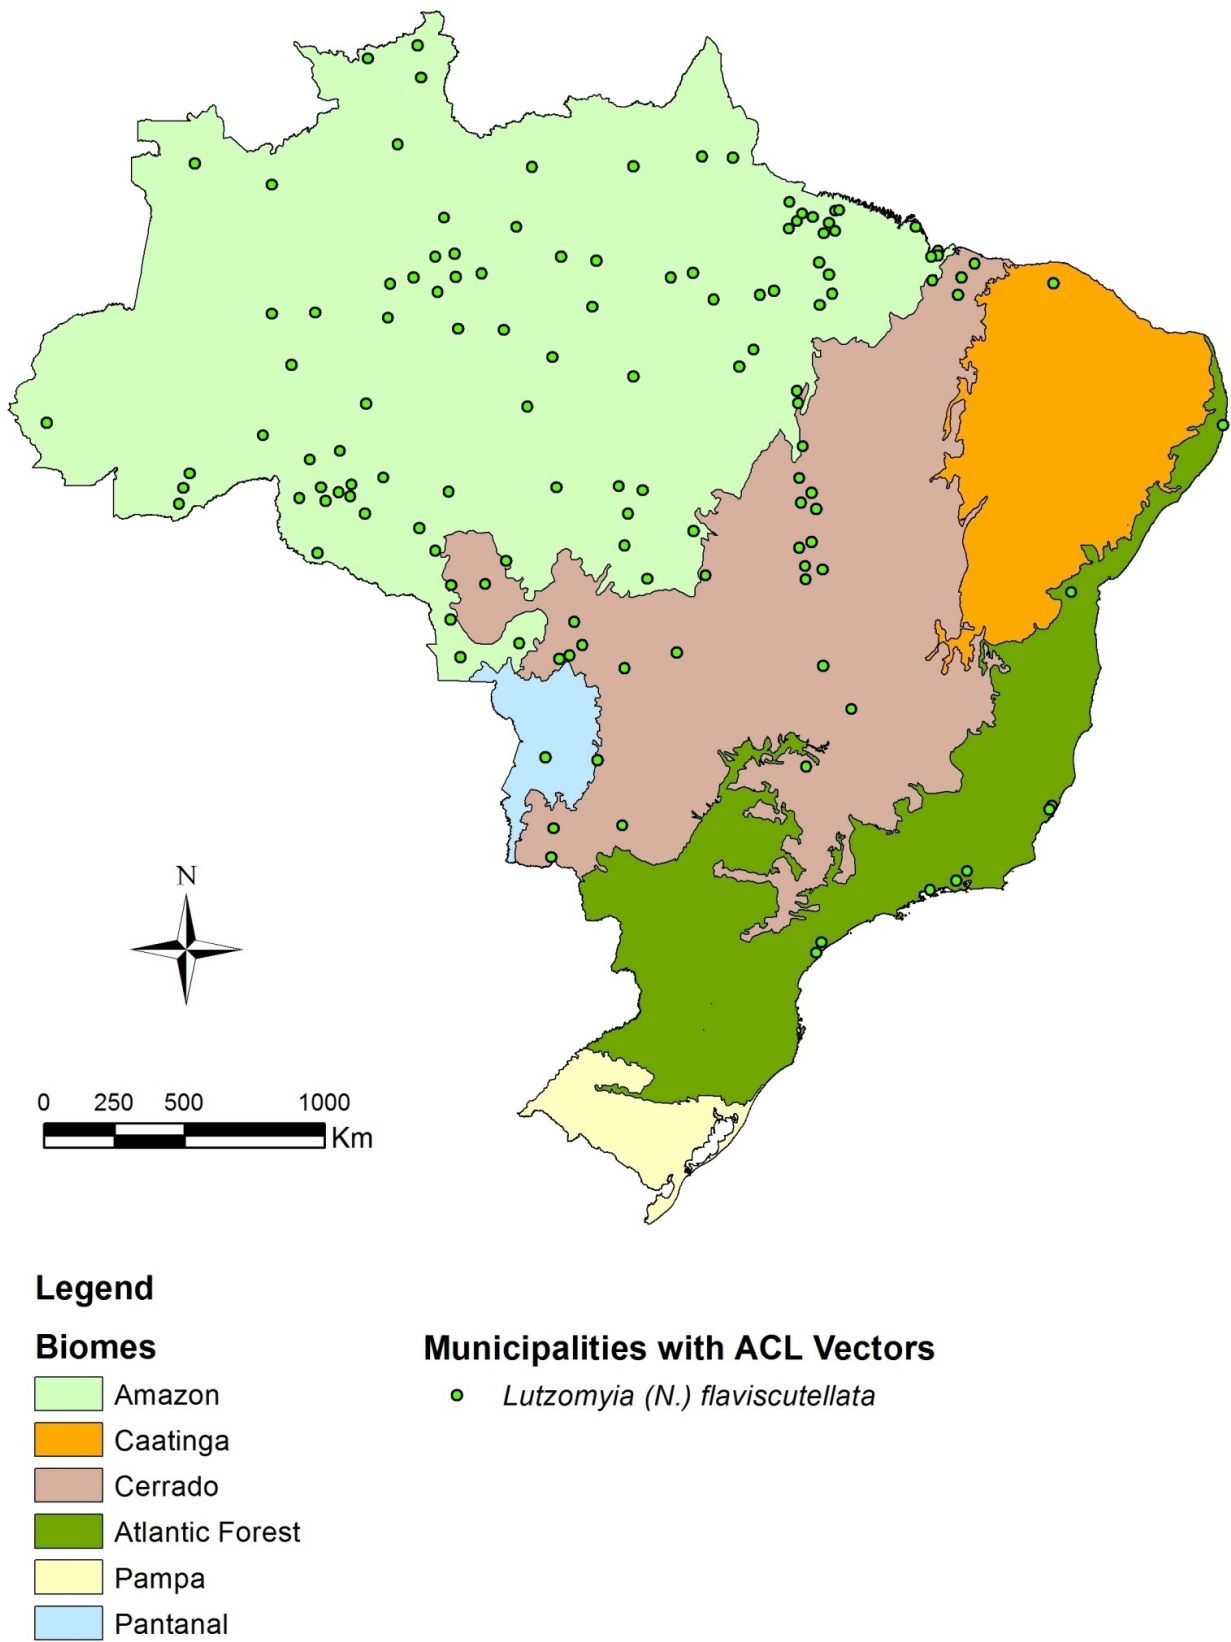 N
0 250 500 1000
Km
Legend
Biomes
Amazon
Caatinga
Cerrado
Atlantic Forest
Pampa
Pantanal
Municipalities with ACL Vectors
Lutzomyia (N.) flaviscutellata